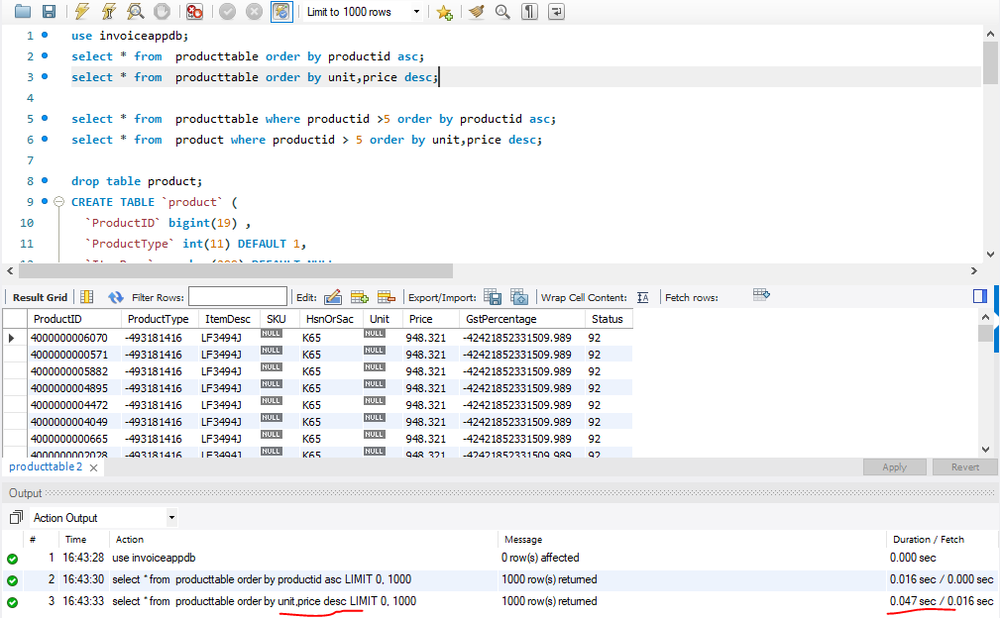 Limit to 1000 rows
1 use invoiceappdb;
2 select * from producttable order by productid asc;
3 select * from producttable order by unit,price desc;
4
5 select * from producttable where productid >5 order by productid asc;
6 select * from product where productid > 5 order by unit,price desc;
7
8 drop table product;
9 CREATE TABLE `product` (
10 `ProductID` bigint(19) ,
11 `ProductType` int(11) DEFAULT 1,
Result Grid Filter Rows: Edit: Export/Import: Wrap Cell Content: Fetch rows:
ProductID ProductType ItemDesc SKU HsnOrSac Unit Price GstPercentage Status
4000000006070 -493181416 LF3494J NULL K65 NULL 948.321 -42421852331509.989 92
4000000000571 -493181416 LF3494J NULL K65 NULL 948.321 -42421852331509.989 92
4000000005882 -493181416 LF3494J NULL K65 NULL 948.321 -42421852331509.989 92
4000000004895 -493181416 LF3494J NULL K65 NULL 948.321 -42421852331509.989 92
4000000004472 -493181416 LF3494J NULL K65 NULL 948.321 -42421852331509.989 92
4000000004049 -493181416 LF3494J NULL K65 NULL 948.321 -42421852331509.989 92
4000000000665 -493181416 LF3494J NULL K65 NULL 948.321 -42421852331509.989 92
4000000002028 -493181416 LF3494J NULL K65 NULL 948.321 -42421852331509.989 92
producttable 2 Apply Revert
Output
Action Output
# Time Action Message Duration / Fetch
1 16:43:28 use invoiceappdb 0 row(s) affected 0.000 sec
2 16:43:30 select * from producttable order by productid asc LIMIT 0, 1000 1000 row(s) returned 0.016 sec / 0.000 sec
3 16:43:33 select * from producttable order by unit,price desc LIMIT 0, 1000 1000 row(s) returned 0.047 sec / 0.016 sec